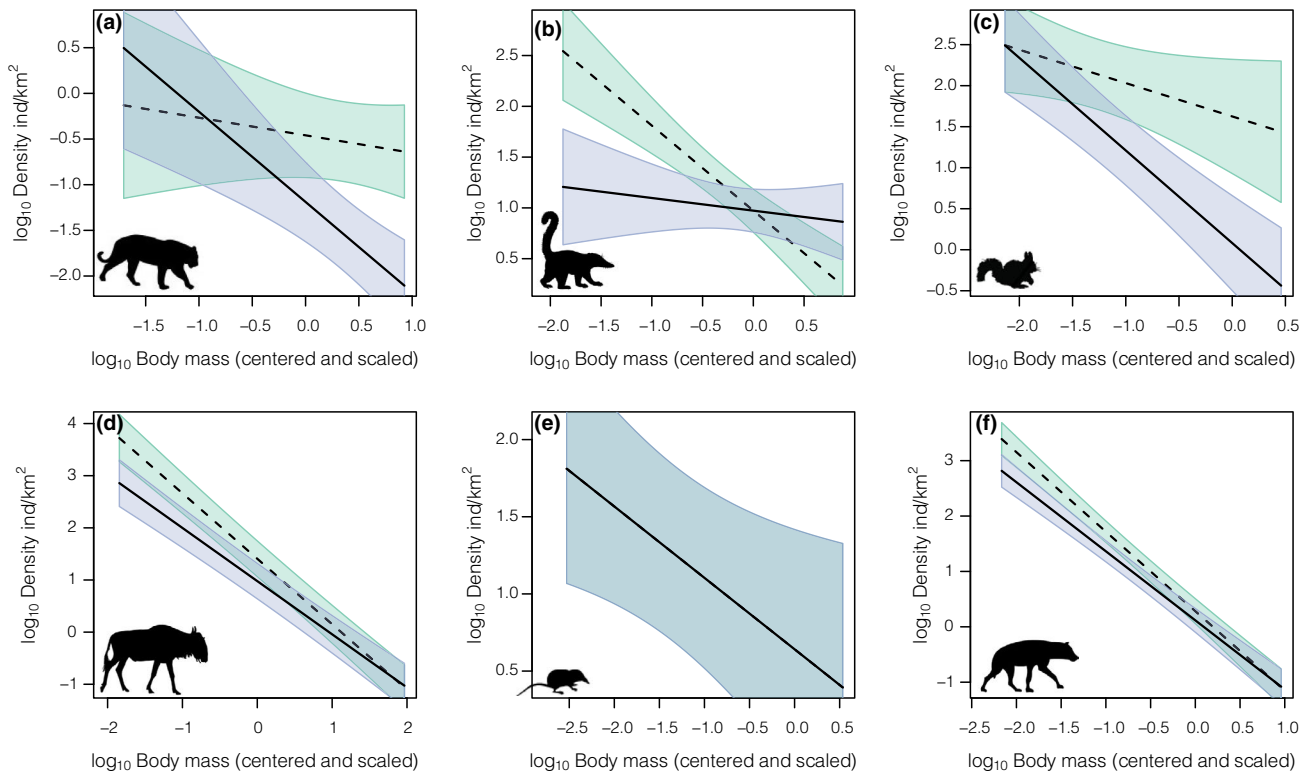 (a)
(b)
(c)
log₁₀ Density ind/km²
0.5
0.0
−0.5
−1.0
−1.5
−2.0
−1.5 −1.0 −0.5 0.0 0.5 1.0
log₁₀ Body mass (centered and scaled)
log₁₀ Density ind/km²
2.5
2.0
1.5
1.0
0.5
−2.0 −1.5 −1.0 −0.5 0.0 0.5
log₁₀ Body mass (centered and scaled)
log₁₀ Density ind/km²
2.5
2.0
1.5
1.0
0.5
0.0
−0.5
−2.0 −1.5 −1.0 −0.5 0.0 0.5
log₁₀ Body mass (centered and scaled)
(d)
(e)
(f)
log₁₀ Density ind/km²
4
3
2
1
0
−1
−2 −1 0 1 2
log₁₀ Body mass (centered and scaled)
log₁₀ Density ind/km²
2.0
1.5
1.0
0.5
−2.5 −2.0 −1.5 −1.0 −0.5 0.0 0.5
log₁₀ Body mass (centered and scaled)
log₁₀ Density ind/km²
3
2
1
0
−1
−2.5 −2.0 −1.5 −1.0 −0.5 0.0 0.5 1.0
log₁₀ Body mass (centered and scaled)